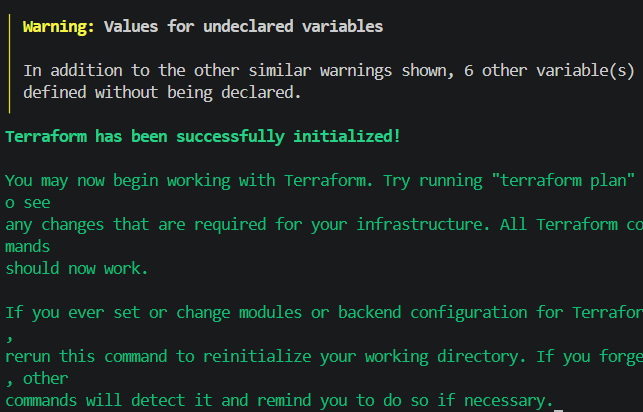 Warning: Values for undeclared variables
In addition to the other similar warnings shown, 6 other variable(s)
defined without being declared.
Terraform has been successfully initialized!
You may now begin working with Terraform. Try running "terraform plan"
o see
any changes that are required for your infrastructure. All Terraform co
mands
should now work.
If you ever set or change modules or backend configuration for Terrafor
,
rerun this command to reinitialize your working directory. If you forge
, other
commands will detect it and remind you to do so if necessary.